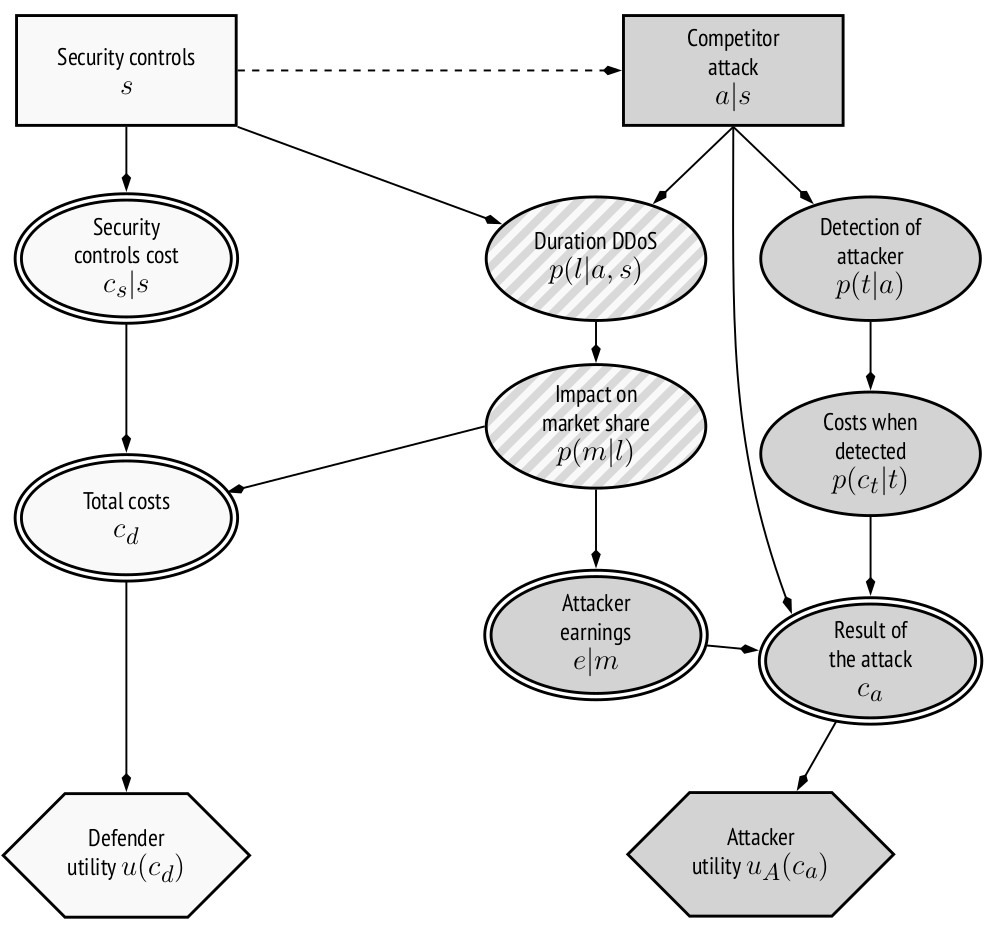 Security controls
s
Competitor
attack
a|s
Security
controls cost
c_s|s
Duration DDoS
p(l|a, s)
Detection of
attacker
p(t|a)
Impact on
market share
p(m|l)
Costs when
detected
p(c_t|t)
Total costs
c_d
Attacker
earnings
e|m
Result of
the attack
c_a
Defender
utility u(c_d)
Attacker
utility u_A(c_a)